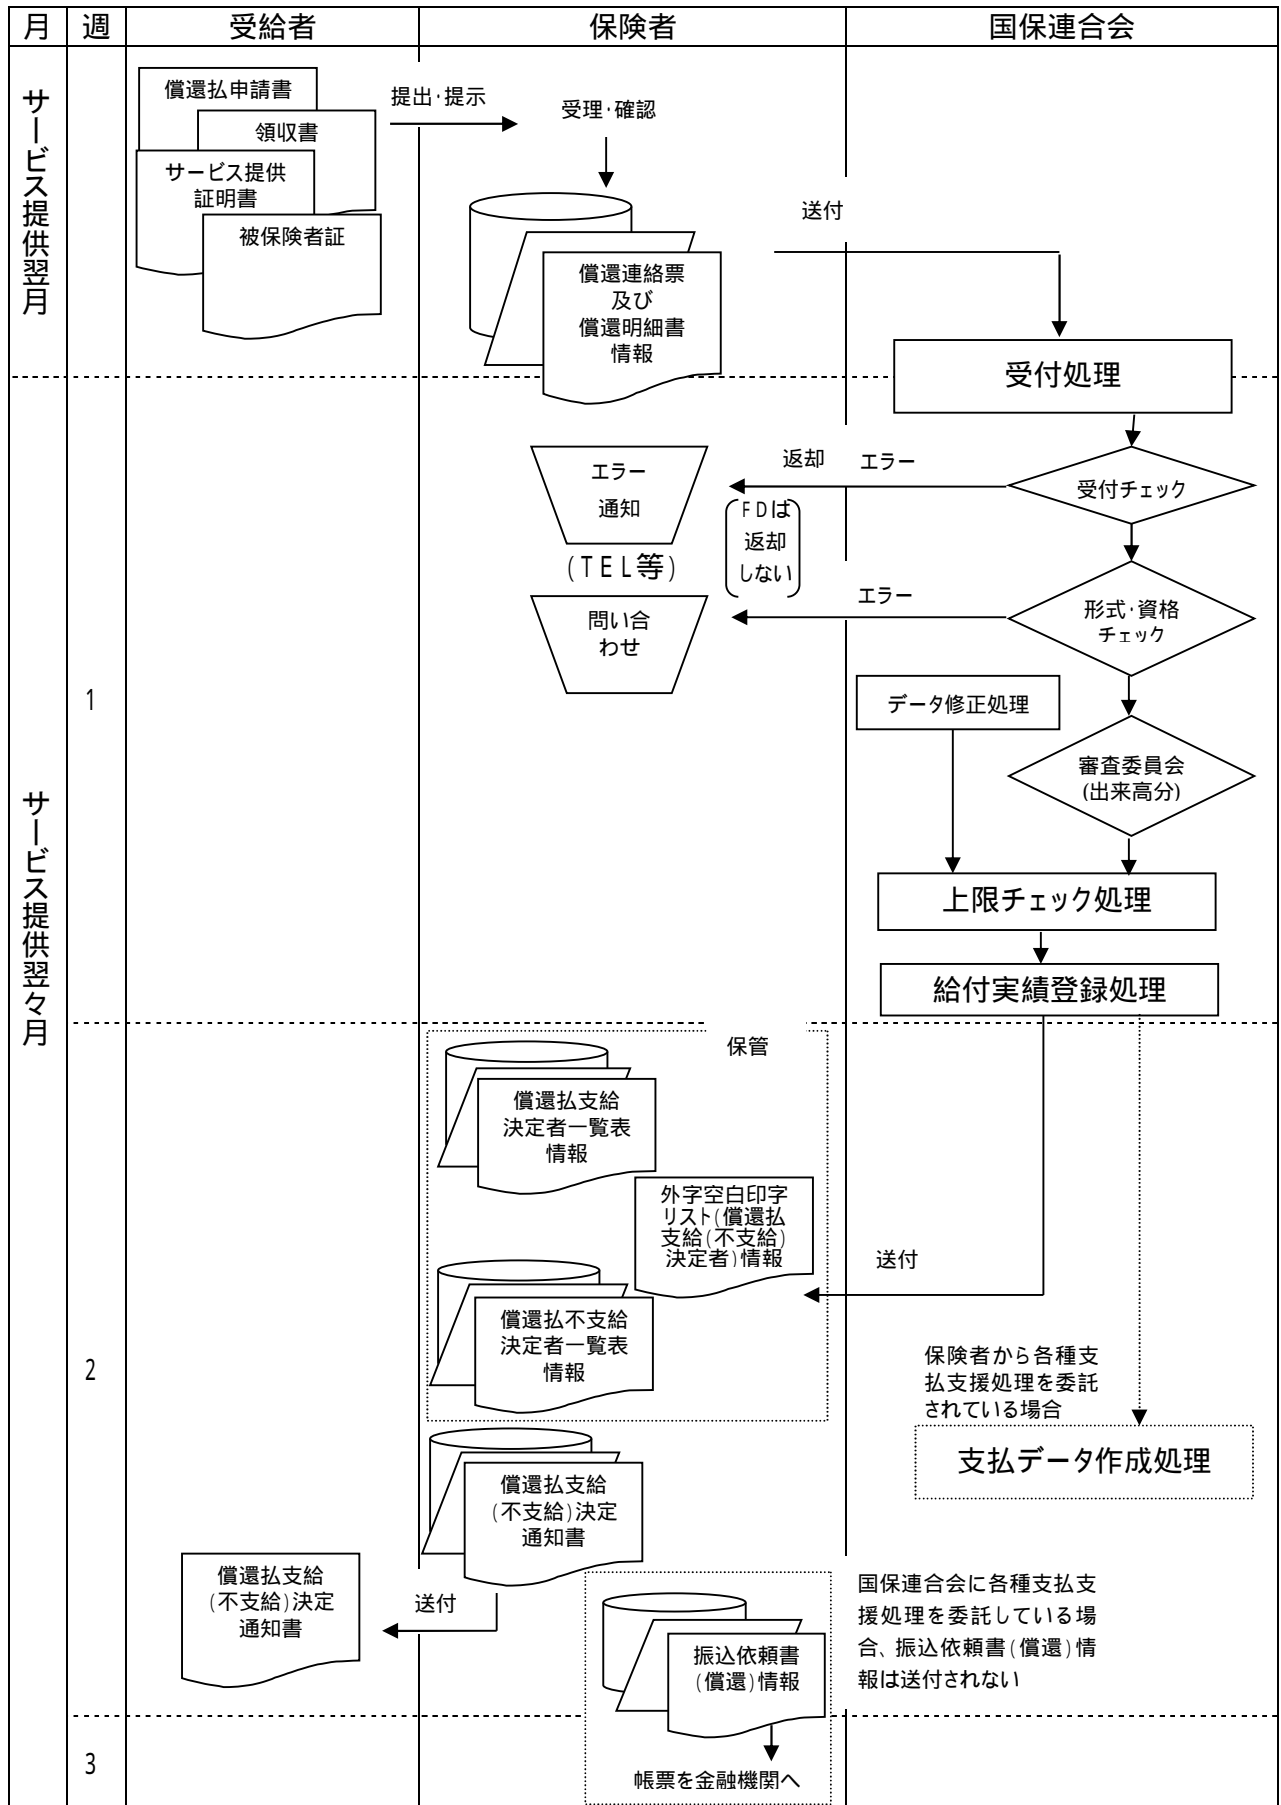 月
週
受給者
保険者
国保連合会
サービス提供翌月
償還払申請書
領収書
サービス提供
証明書
被保険者証
提出・提示
受理・確認
償還連絡票
及び
償還明細書
情報
送付
受付処理
サービス提供翌々月
1
受付チェック
返却
エラー
エラー
通知
(TEL等)
FDは
返却
しない
形式・資格
チェック
エラー
問い合
わせ
データ修正処理
審査委員会
(出来高分)
上限チェック処理
給付実績登録処理
2
保管
償還払支給
決定者一覧表
情報
外字空白印字
リスト(償還払
支給(不支給)
決定者)情報
送付
償還払不支給
決定者一覧表
情報
保険者から各種支
払支援処理を委託
されている場合
支払データ作成処理
償還払支給
(不支給)決定
通知書
送付
償還払支給
(不支給)決定
通知書
国保連合会に各種支払支
援処理を委託している場
合、振込依頼書(償還)情
報は送付されない
振込依頼書
(償還)情報
3
帳票を金融機関へ